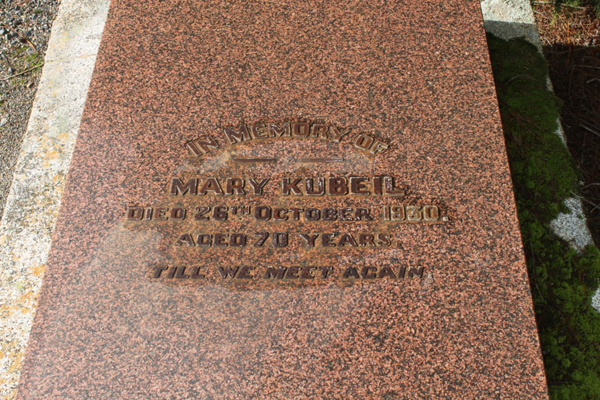 IN MEMORY OF
MARY KUBEIL,
DIED 26TH OCTOBER 1930.
AGED 70 YEARS.
TILL WE MEET AGAIN